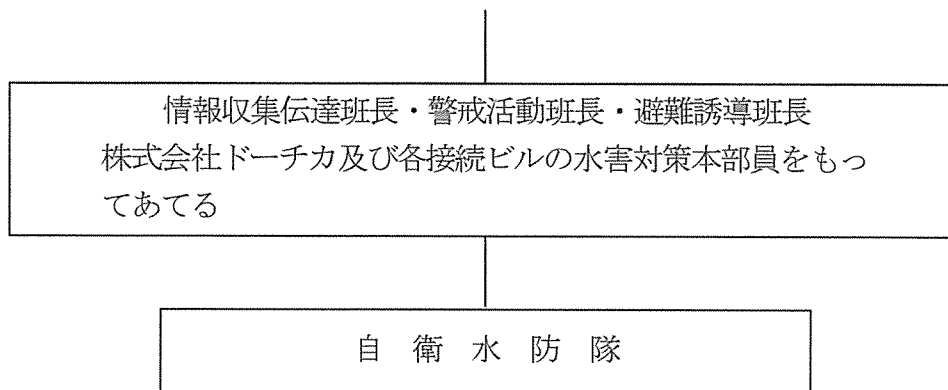 情報収集伝達班長・警戒活動班長・避難誘導班長
株式会社ドーチカ及び各接続ビルの水害対策本部員をもっ
てあてる
自 衛 水 防 隊